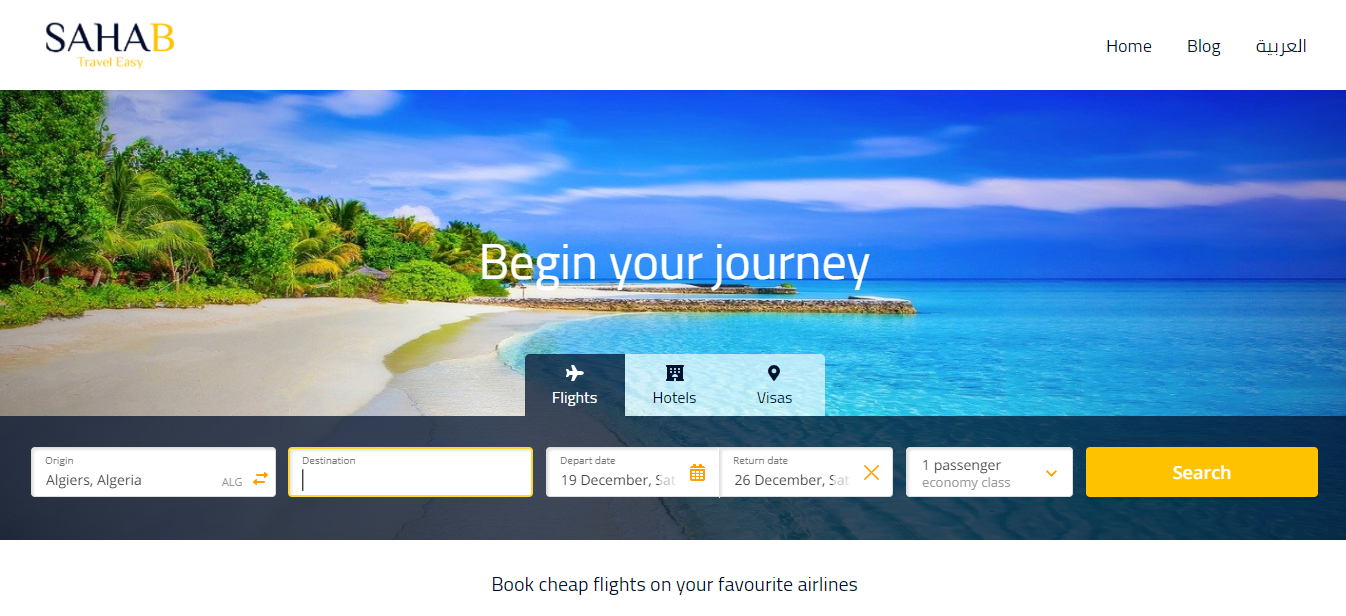 SAHAB
Travel Easy
Home Blog العربية
Begin your journey
Flights Hotels Visas
Origin
Algiers, Algeria ALG
Destination
Depart date
19 December, Sat
Return date
26 December, Sat
1 passenger
economy class
Search
Book cheap flights on your favourite airlines